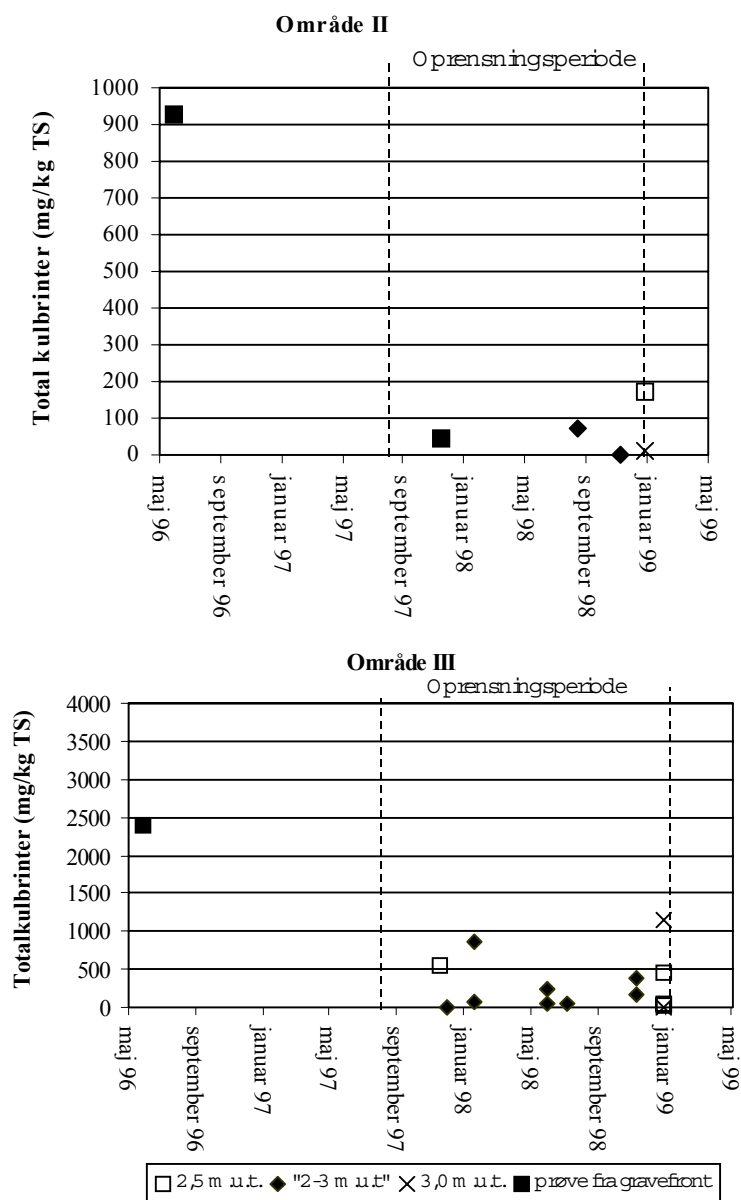 Område II
Oprensningsperiode
Total kulbrinter (mg/kg TS)
1000
900
800
700
600
500
400
300
200
100
0
maj 96
september 96
januar 97
maj 97
september 97
januar 98
maj 98
september 98
januar 99
maj 99
Område III
Oprensningsperiode
Totalkulbrinter (mg/kg TS)
4000
3500
3000
2500
2000
1500
1000
500
0
maj 96
september 96
januar 97
maj 97
september 97
januar 98
maj 98
september 98
januar 99
maj 99
2,5 m u.t. "2-3 m u.t" 3,0 m u.t. prøve fra gravefront